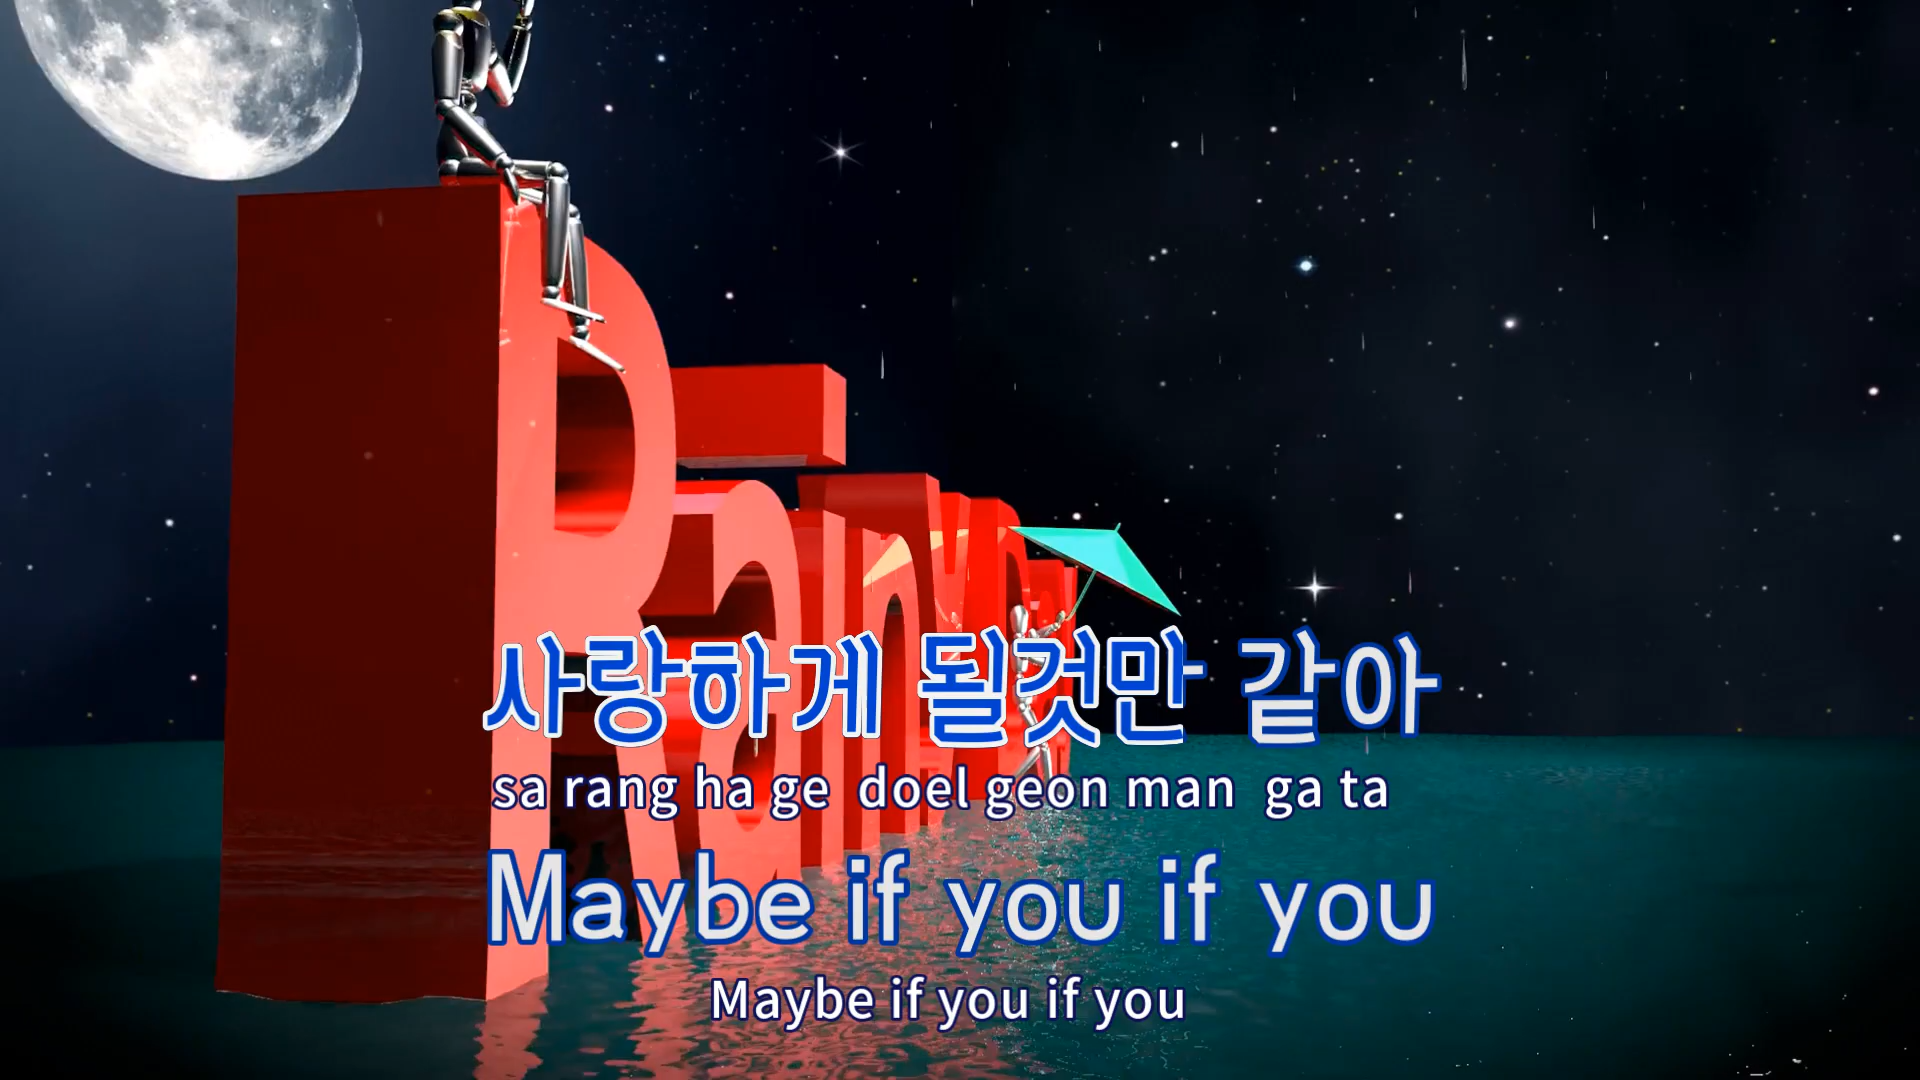 Rainy Day
사랑하게 될것만 같아
sa rang ha ge doel geon man ga ta
Maybe if you if you
Maybe if you if you